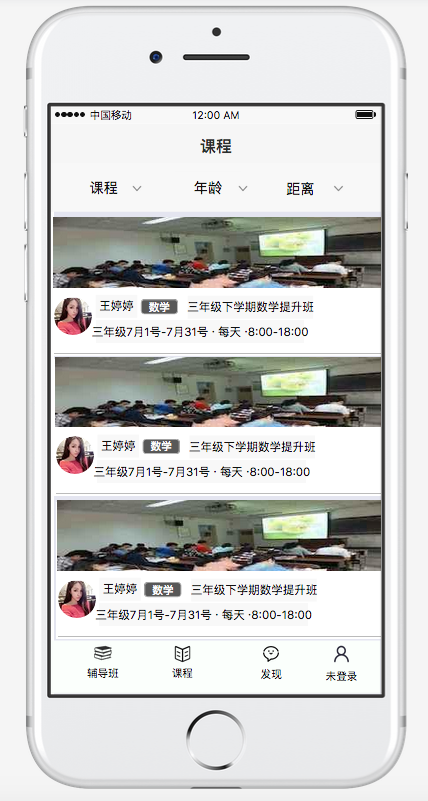 中国移动 12:00 AM
课程
课程 年龄 距离
王婷婷 数学 三年级下学期数学提升班
三年级7月1号-7月31号 · 每天 ·8:00-18:00
王婷婷 数学 三年级下学期数学提升班
三年级7月1号-7月31号 · 每天 ·8:00-18:00
王婷婷 数学 三年级下学期数学提升班
三年级7月1号-7月31号 · 每天 ·8:00-18:00
辅导班 课程 发现 未登录